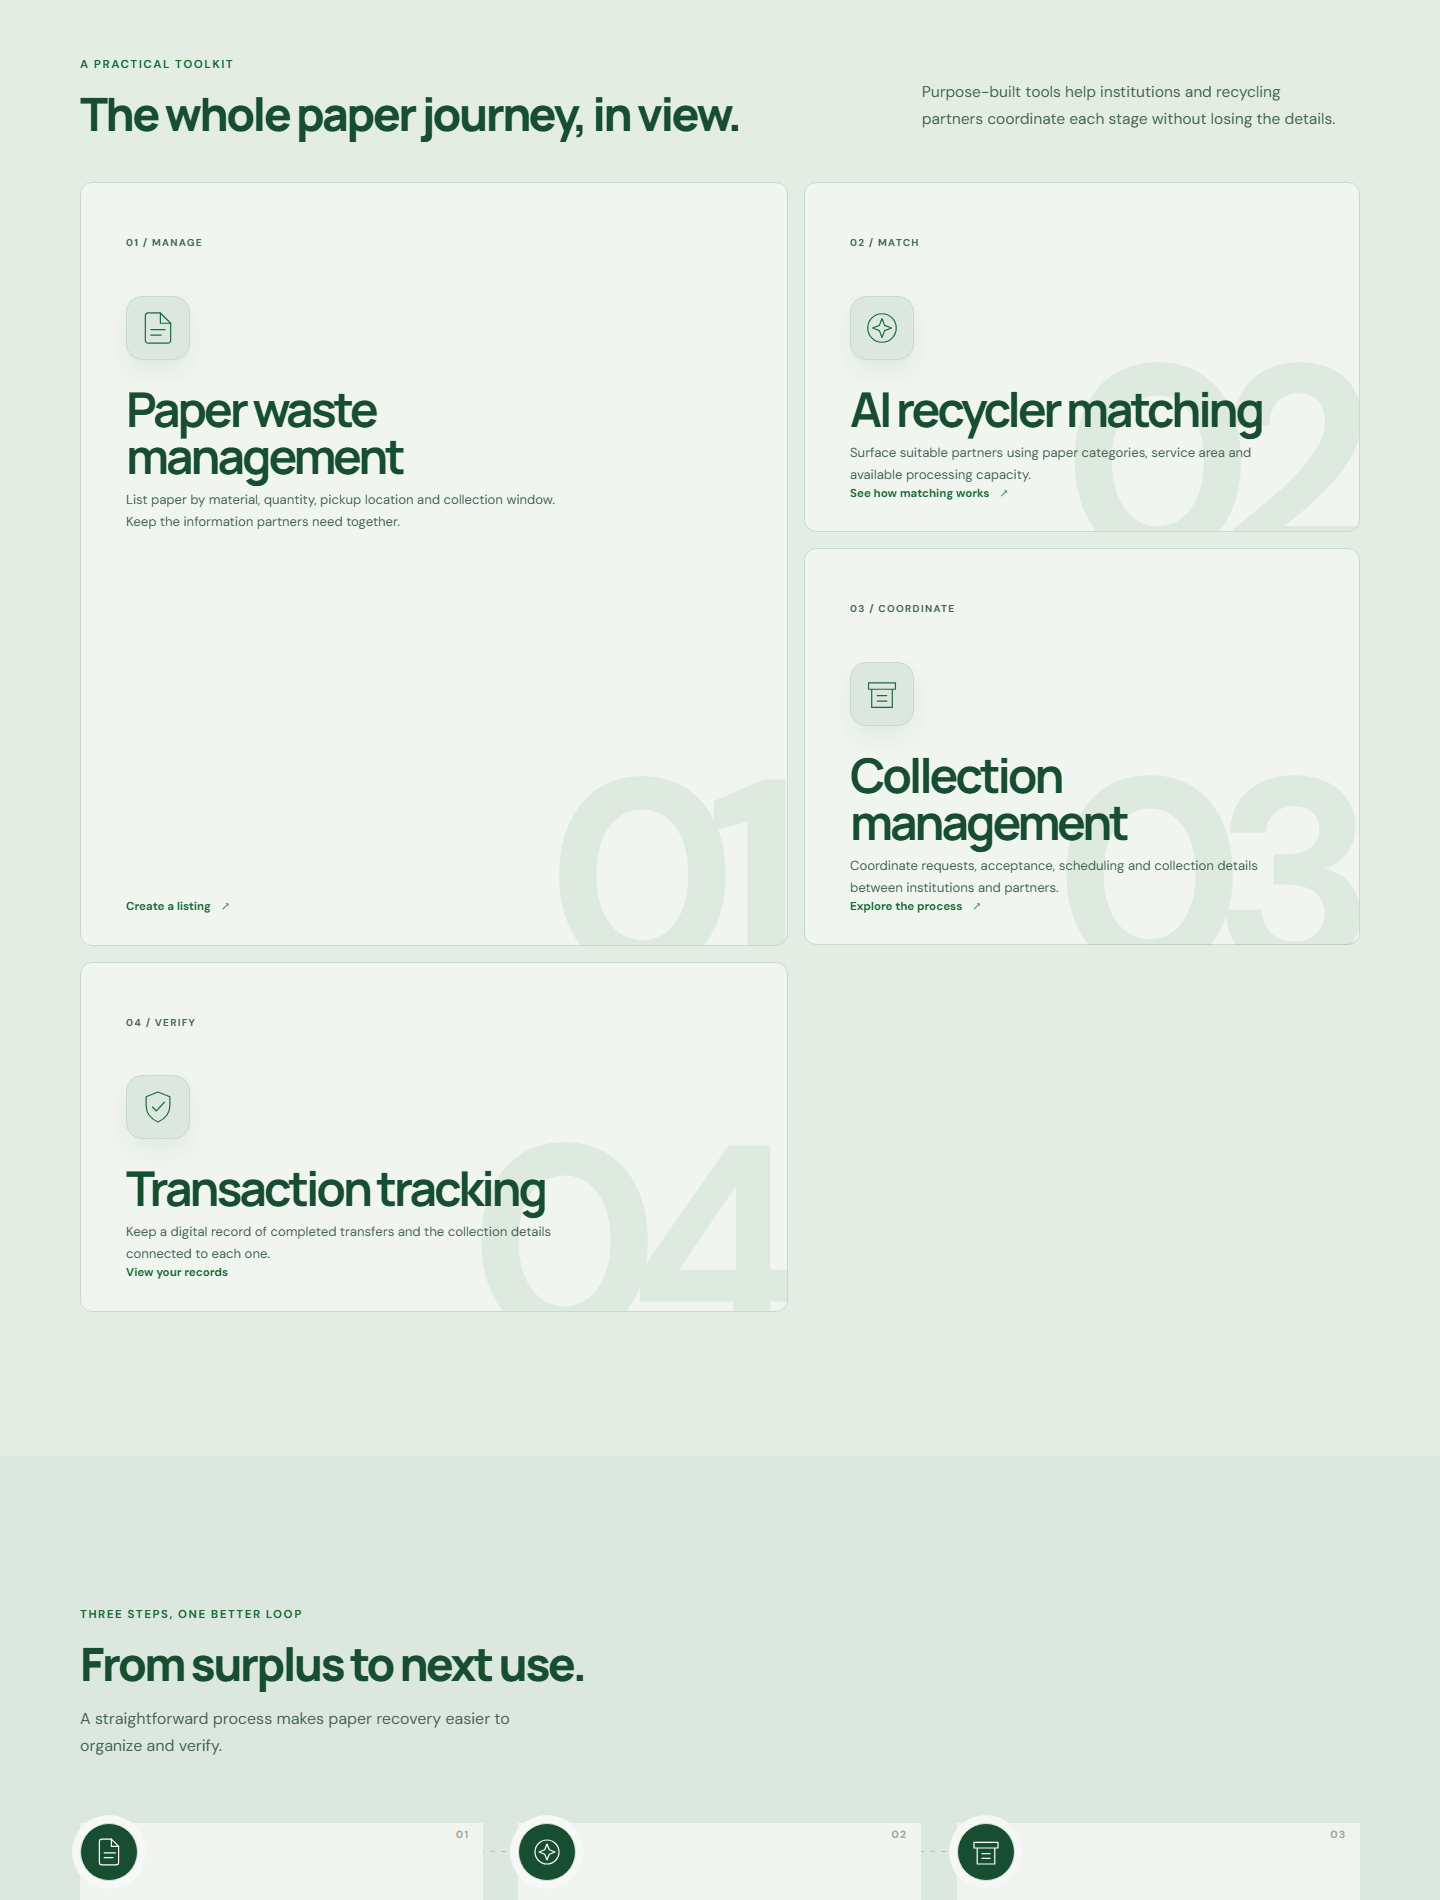 A PRACTICAL TOOLKIT
The whole paper journey, in view.
Purpose-built tools help institutions and recycling
partners coordinate each stage without losing the details.
01 / MANAGE
Paper waste
management
List paper by material, quantity, pickup location and collection window.
Keep the information partners need together.
Create a listing ↗
01
02 / MATCH
AI recycler matching
Surface suitable partners using paper categories, service area and
available processing capacity.
See how matching works ↗
02
03 / COORDINATE
Collection
management
Coordinate requests, acceptance, scheduling and collection details
between institutions and partners.
Explore the process ↗
03
04 / VERIFY
Transaction tracking
Keep a digital record of completed transfers and the collection details
connected to each one.
View your records
04
THREE STEPS, ONE BETTER LOOP
From surplus to next use.
A straightforward process makes paper recovery easier to
organize and verify.
01
02
03